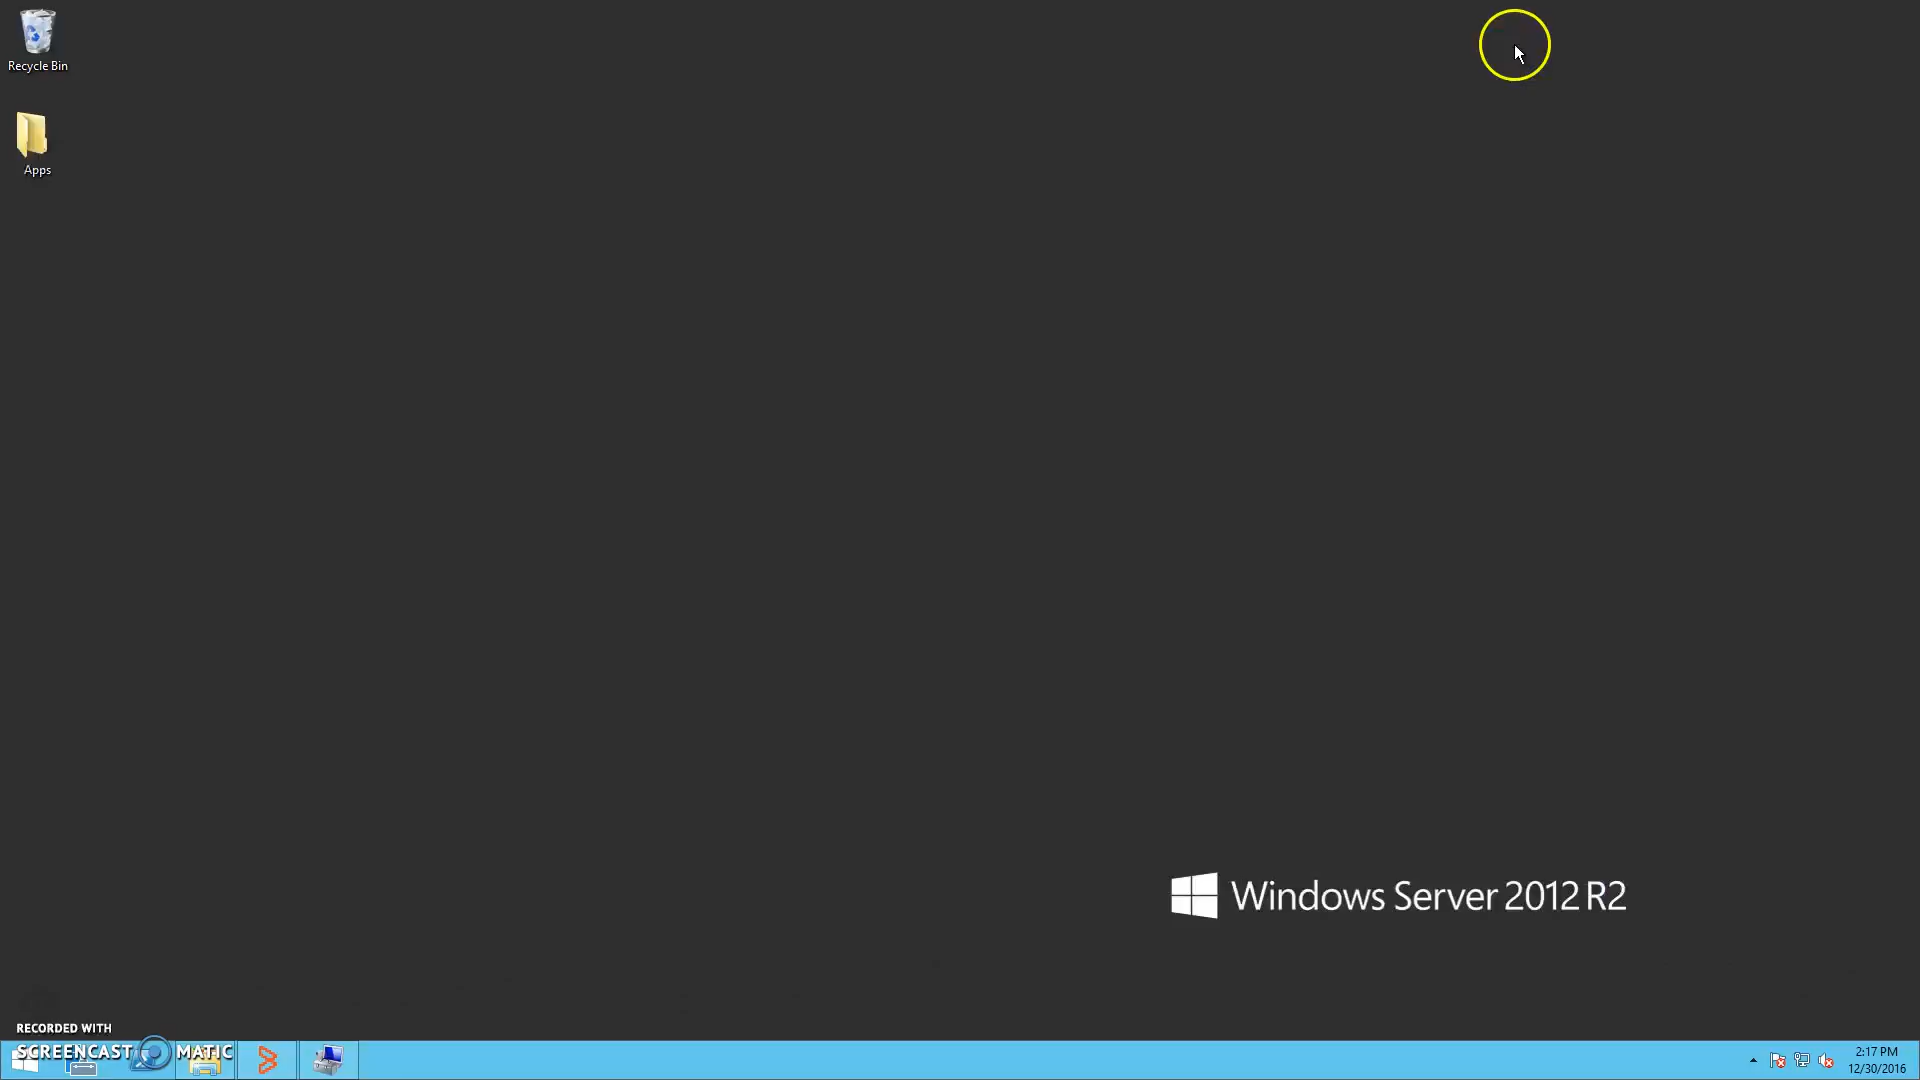 Recycle Bin
Apps
Windows Server 2012 R2
RECORDED WITH
SCREENCAST MATIC
2:17 PM
12/30/2016